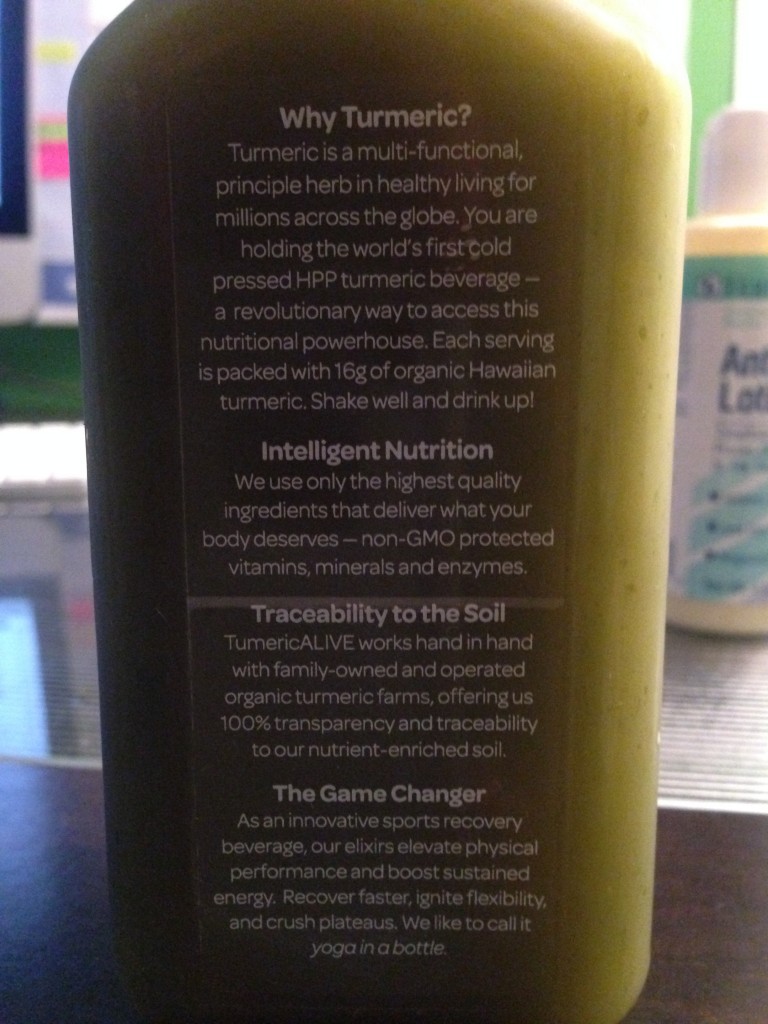 Why Turmeric?
Turmeric is a multi-functional,
principle herb in healthy living for
millions across the globe. You are
holding the world's first cold
pressed HPP turmeric beverage —
a revolutionary way to access this
nutritional powerhouse. Each serving
is packed with 16g of organic Hawaiian
turmeric. Shake well and drink up!
Intelligent Nutrition
We use only the highest quality
ingredients that deliver what your
body deserves — non-GMO protected
vitamins, minerals and enzymes.
Traceability to the Soil
TumericALIVE works hand in hand
with family-owned and operated
organic turmeric farms, offering us
100% transparency and traceability
to our nutrient-enriched soil.
The Game Changer
As an innovative sports recovery
beverage, our elixirs elevate physical
performance and boost sustained
energy. Recover faster, ignite flexibility,
and crush plateaus. We like to call it
yoga in a bottle.
Ant
Loti